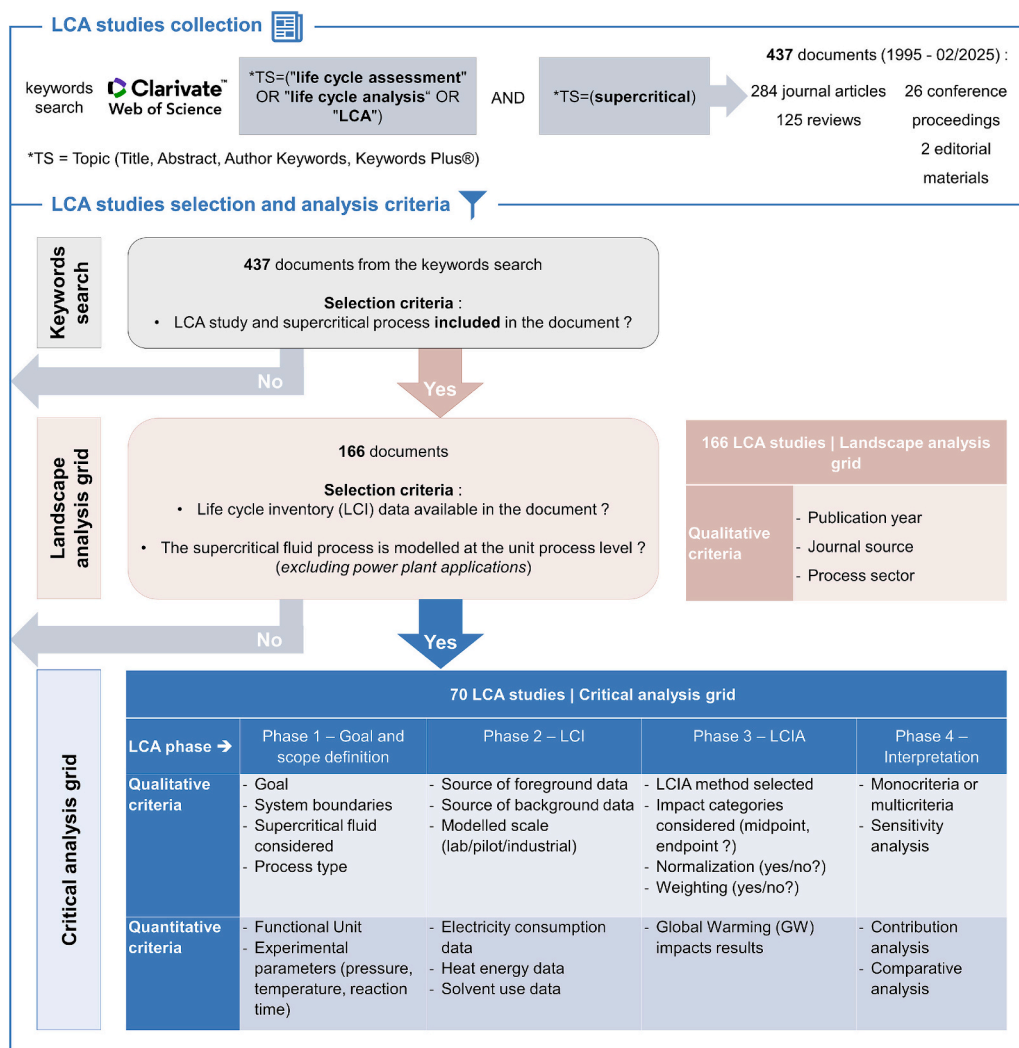 LCA studies collection
keywords
search
Clarivate™
Web of Science
*TS=("life cycle assessment"
OR "life cycle analysis“ OR
"LCA")
AND
*TS=(supercritical)
437 documents (1995 - 02/2025) :
284 journal articles
125 reviews
26 conference
proceedings
2 editorial
materials
*TS = Topic (Title, Abstract, Author Keywords, Keywords Plus®)
LCA studies selection and analysis criteria
Keywords
search
437 documents from the keywords search
Selection criteria :
• LCA study and supercritical process included in the document ?
No
Yes
Landscape
analysis grid
166 documents
Selection criteria :
• Life cycle inventory (LCI) data available in the document ?
• The supercritical fluid process is modelled at the unit process level ?
(excluding power plant applications)
166 LCA studies | Landscape analysis
grid
Qualitative
criteria
- Publication year
- Journal source
- Process sector
No
Yes
Critical analysis grid
70 LCA studies | Critical analysis grid
LCA phase ➔
Phase 1 – Goal and
scope definition
Phase 2 – LCI
Phase 3 – LCIA
Phase 4 –
Interpretation
Qualitative
criteria
- Goal
- System boundaries
- Supercritical fluid
considered
- Process type
- Source of foreground data
- Source of background data
- Modelled scale
(lab/pilot/industrial)
- LCIA method selected
- Impact categories
considered (midpoint,
endpoint ?)
- Normalization (yes/no?)
- Weighting (yes/no?)
- Monocriteria or
multicriteria
- Sensitivity
analysis
Quantitative
criteria
- Functional Unit
- Experimental
parameters (pressure,
temperature, reaction
time)
- Electricity consumption
data
- Heat energy data
- Solvent use data
- Global Warming (GW)
impacts results
- Contribution
analysis
- Comparative
analysis